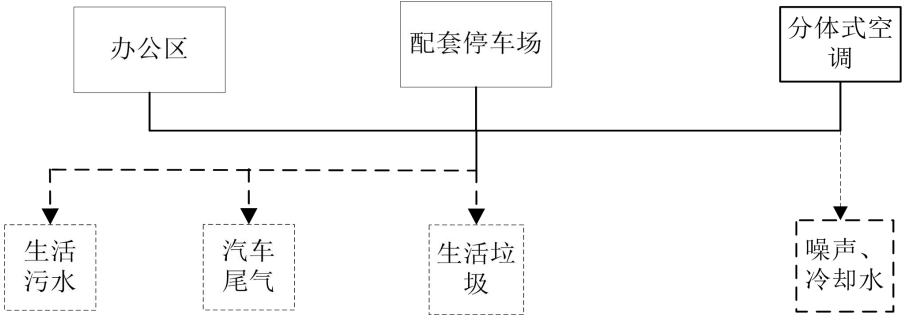 办公区
配套停车场
分体式空
调
生活
污水
汽车
尾气
生活垃
圾
噪声、
冷却水